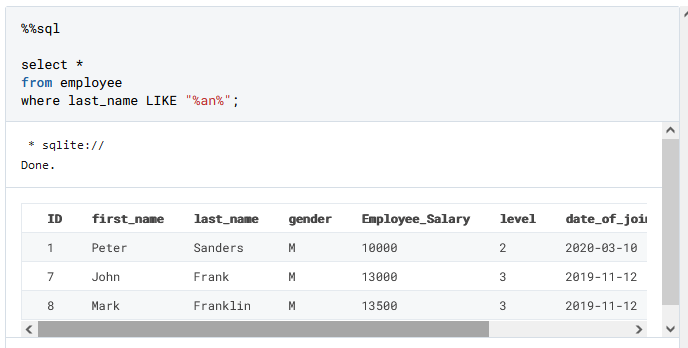 %%sql
select *
from employee
where last_name LIKE "%an%";
* sqlite://
Done.
ID first_name last_name gender Employee_Salary level date_of_join
1 Peter Sanders M 10000 2 2020-03-10
7 John Frank M 13000 3 2019-11-12
8 Mark Franklin M 13500 3 2019-11-12